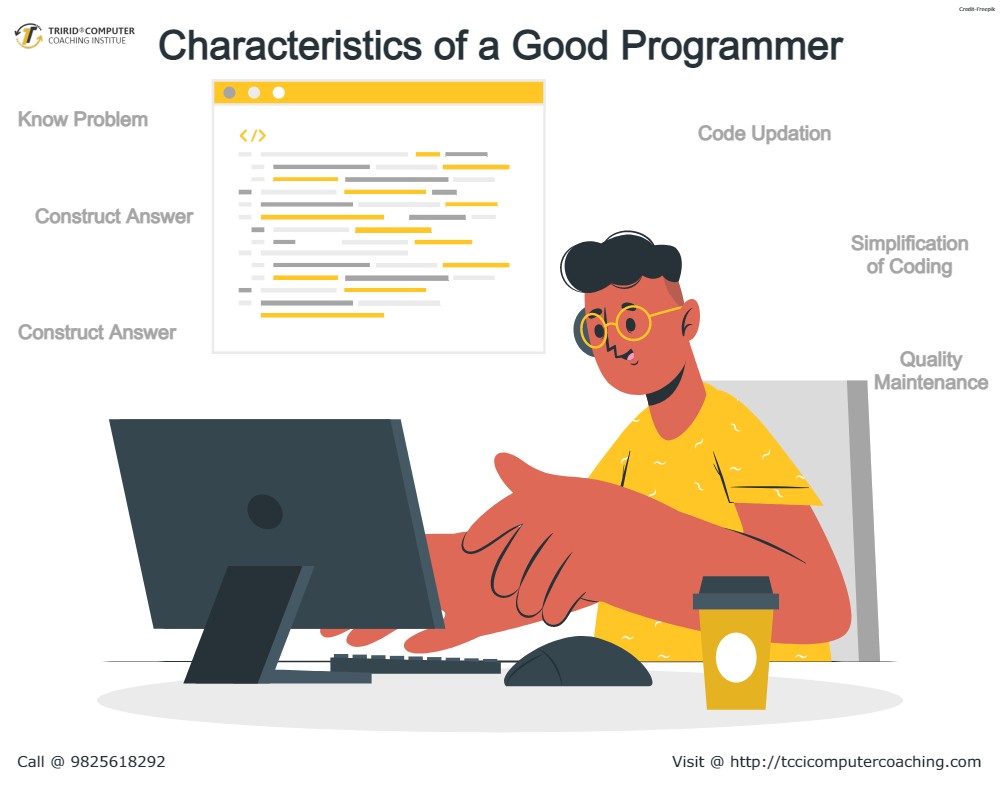 Credit-Freepik
TRIRID®COMPUTER
COACHING INSTITUE
Characteristics of a Good Programmer
Know Problem
Code Updation
</>
Construct Answer
Simplification
of Coding
Construct Answer
Quality
Maintenance
Call @ 9825618292
Visit @ http://tccicomputercoaching.com